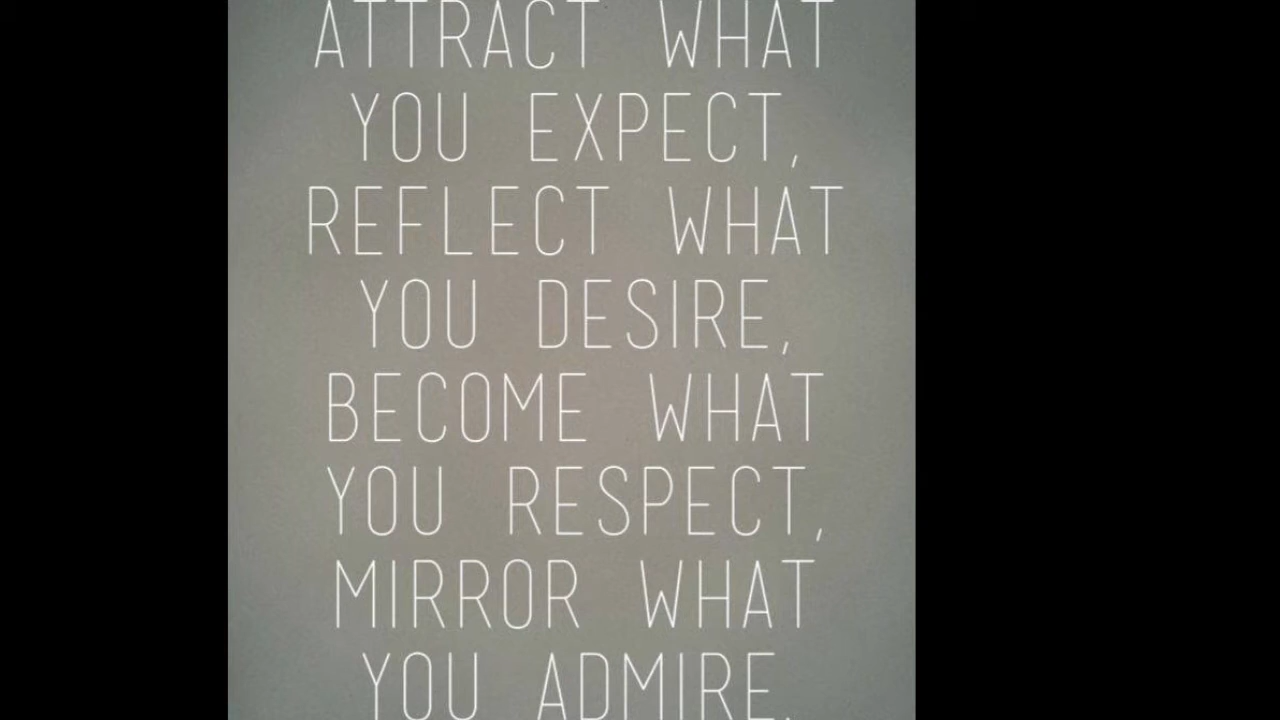 ATTRACT WHAT
YOU EXPECT,
REFLECT WHAT
YOU DESIRE,
BECOME WHAT
YOU RESPECT,
MIRROR WHAT
YOU ADMIRE.